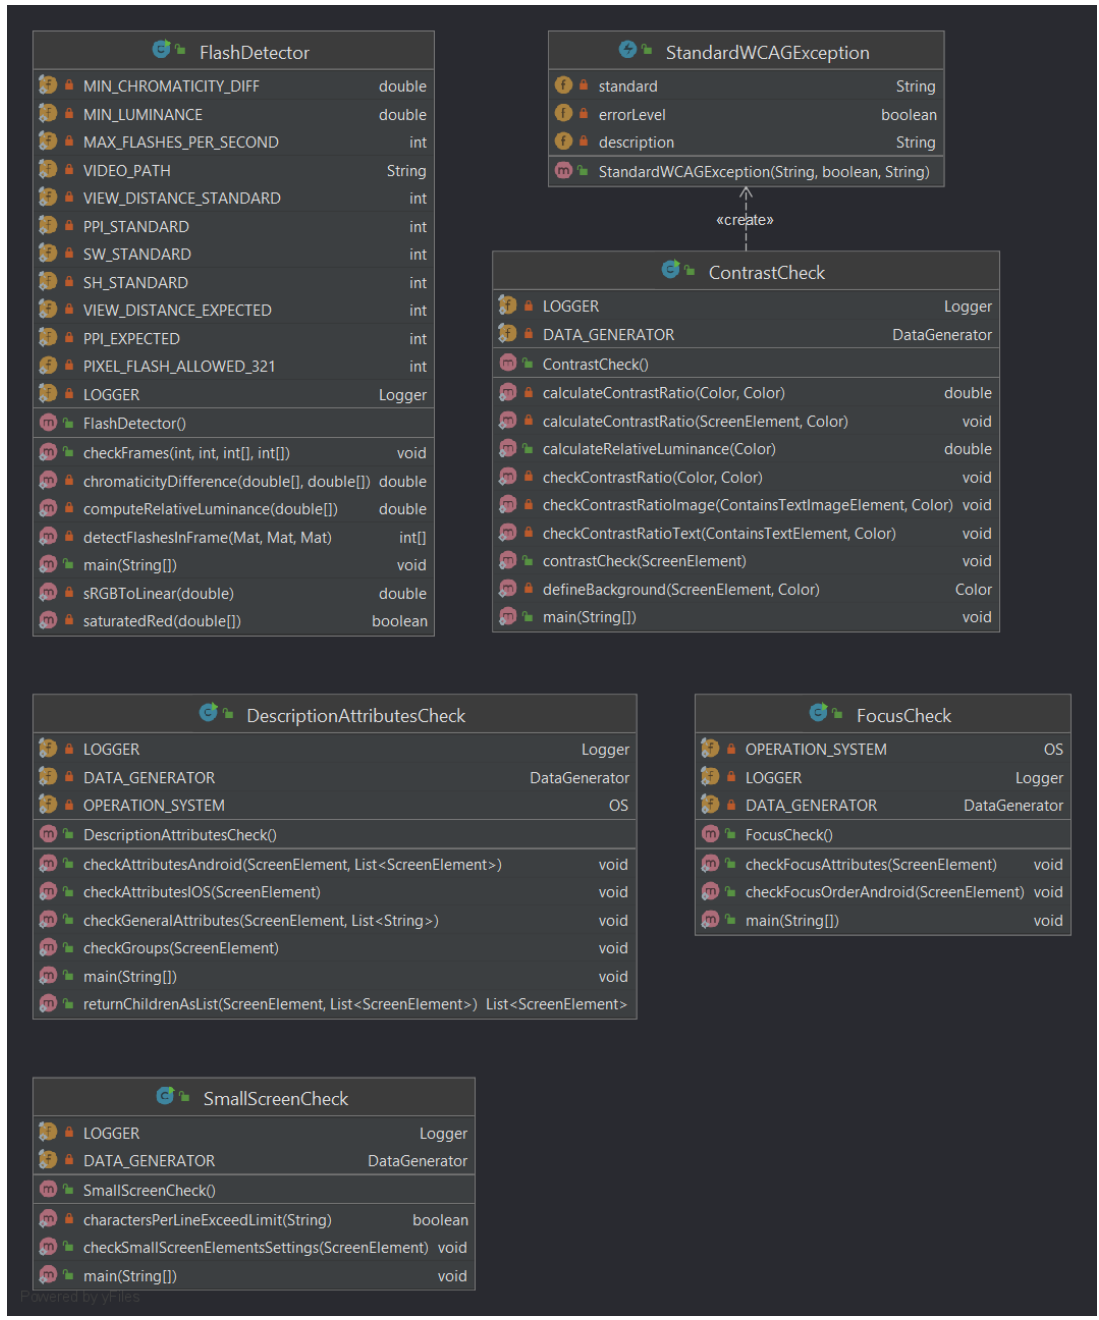 FlashDetector
MIN_CHROMATICITY_DIFF double
MIN_LUMINANCE double
MAX_FLASHES_PER_SECOND int
VIDEO_PATH String
VIEW_DISTANCE_STANDARD int
PPI_STANDARD int
SW_STANDARD int
SH_STANDARD int
VIEW_DISTANCE_EXPECTED int
PPI_EXPECTED int
PIXEL_FLASH_ALLOWED_321 int
LOGGER Logger
FlashDetector()
checkFrames(int, int, int[], int[]) void
chromaticityDifference(double[], double[]) double
computeRelativeLuminance(double[]) double
detectFlashesInFrame(Mat, Mat, Mat) int[]
main(String[]) void
sRGBToLinear(double) double
saturatedRed(double[]) boolean
StandardWCAGException
standard String
errorLevel boolean
description String
StandardWCAGException(String, boolean, String)
«create»
ContrastCheck
LOGGER Logger
DATA_GENERATOR DataGenerator
ContrastCheck()
calculateContrastRatio(Color, Color) double
calculateContrastRatio(ScreenElement, Color) void
calculateRelativeLuminance(Color) double
checkContrastRatio(Color, Color) void
checkContrastRatioImage(ContainsTextImageElement, Color) void
checkContrastRatioText(ContainsTextElement, Color) void
contrastCheck(ScreenElement) void
defineBackground(ScreenElement, Color) Color
main(String[]) void
DescriptionAttributesCheck
LOGGER Logger
DATA_GENERATOR DataGenerator
OPERATION_SYSTEM OS
DescriptionAttributesCheck()
checkAttributesAndroid(ScreenElement, List<ScreenElement>) void
checkAttributesIOS(ScreenElement) void
checkGeneralAttributes(ScreenElement, List<String>) void
checkGroups(ScreenElement) void
main(String[]) void
returnChildrenAsList(ScreenElement, List<ScreenElement>) List<ScreenElement>
FocusCheck
OPERATION_SYSTEM OS
LOGGER Logger
DATA_GENERATOR DataGenerator
FocusCheck()
checkFocusAttributes(ScreenElement) void
checkFocusOrderAndroid(ScreenElement) void
main(String[]) void
SmallScreenCheck
LOGGER Logger
DATA_GENERATOR DataGenerator
SmallScreenCheck()
charactersPerLineExceedLimit(String) boolean
checkSmallScreenElementsSettings(ScreenElement) void
main(String[]) void
Powered by yFiles